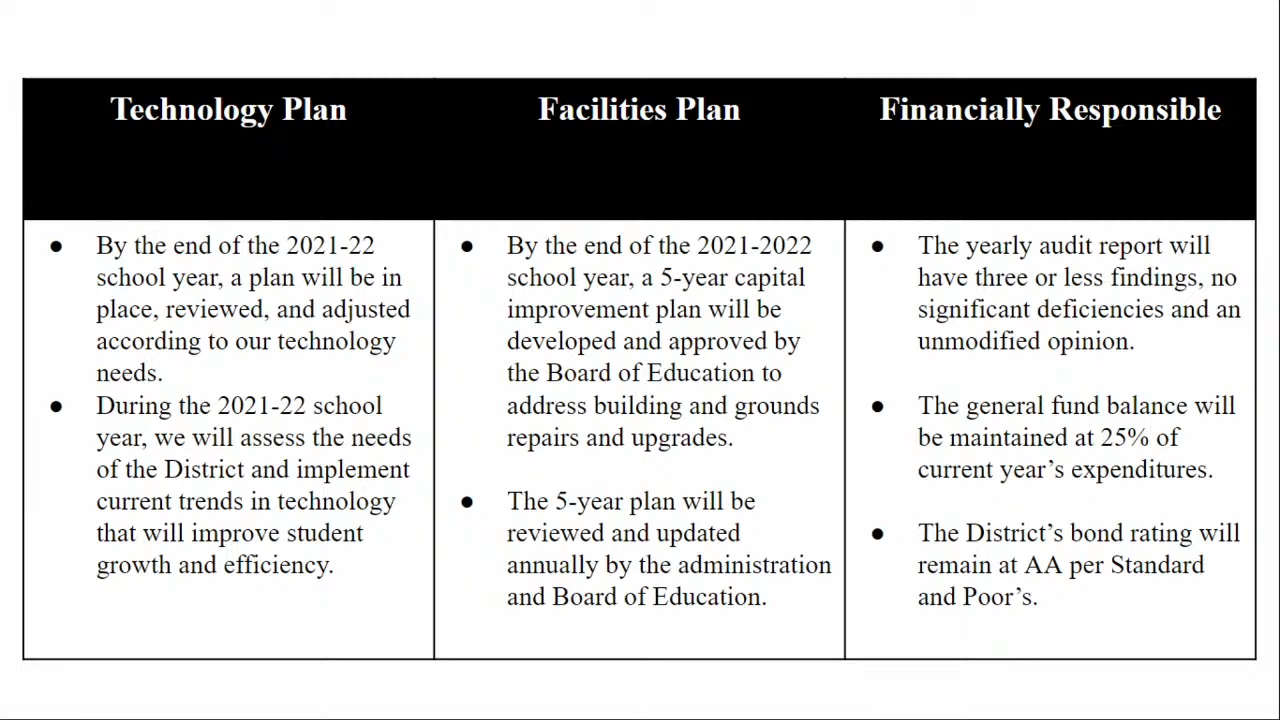 Technology Plan
Facilities Plan
Financially Responsible
● By the end of the 2021-22
school year, a plan will be in
place, reviewed, and adjusted
according to our technology
needs.
● During the 2021-22 school
year, we will assess the needs
of the District and implement
current trends in technology
that will improve student
growth and efficiency.
● By the end of the 2021-2022
school year, a 5-year capital
improvement plan will be
developed and approved by
the Board of Education to
address building and grounds
repairs and upgrades.
● The 5-year plan will be
reviewed and updated
annually by the administration
and Board of Education.
● The yearly audit report will
have three or less findings, no
significant deficiencies and an
unmodified opinion.
● The general fund balance will
be maintained at 25% of
current year’s expenditures.
● The District’s bond rating will
remain at AA per Standard
and Poor’s.